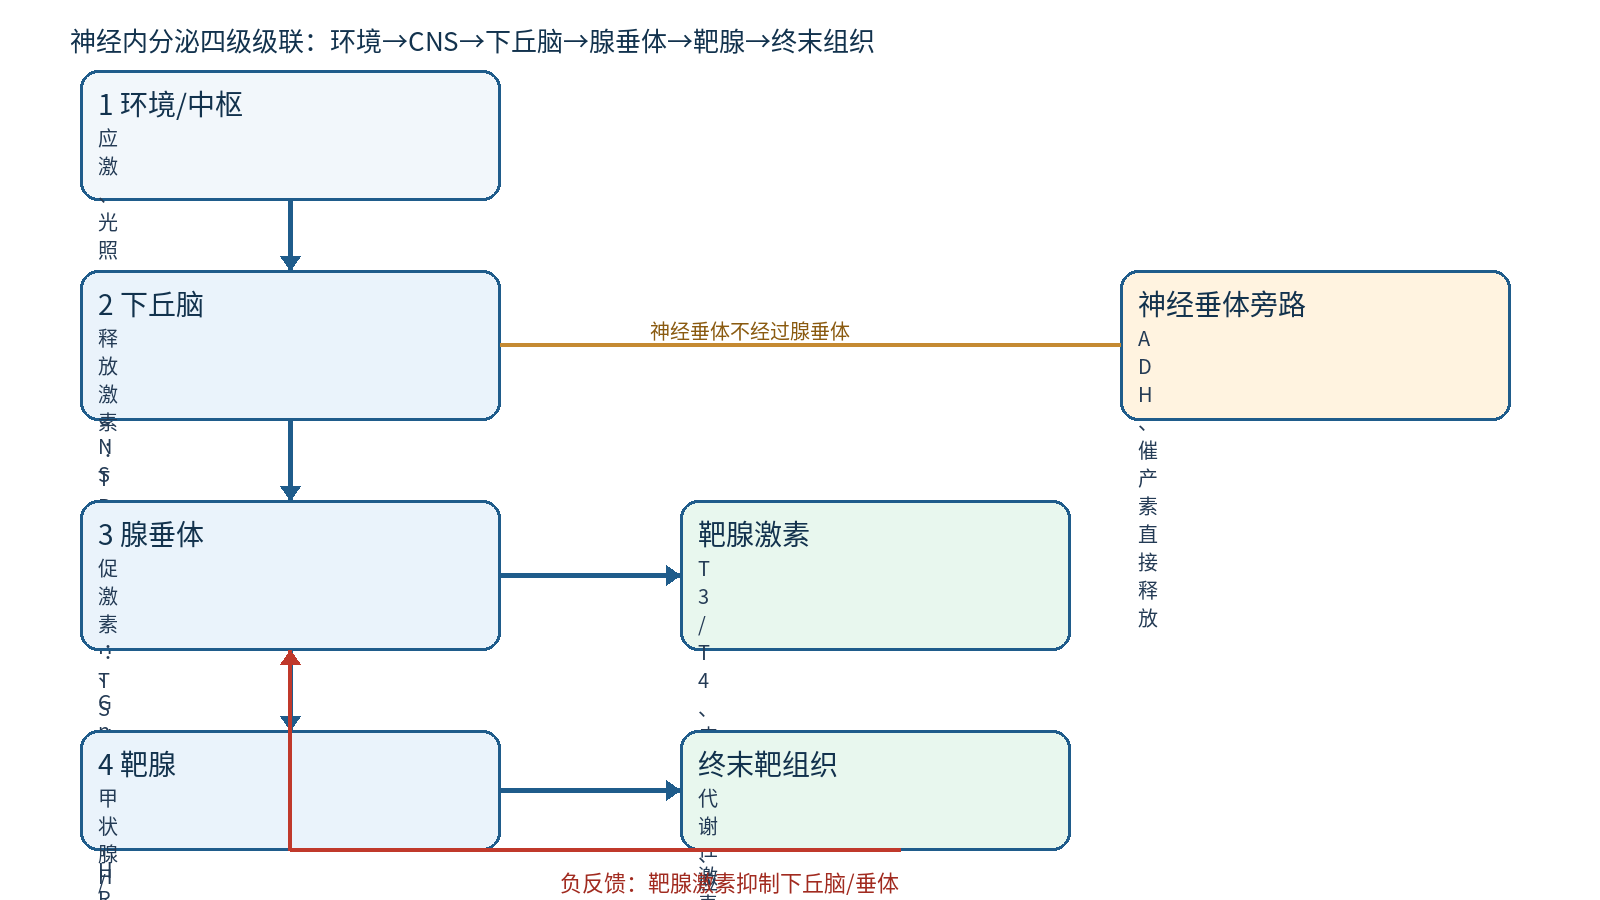 神经内分泌四级级联：环境→CNS→下丘脑→腺垂体→靶腺→终末组织
1 环境/中枢
应激、光照
2 下丘脑
释放激素
神经垂体不经过腺垂体
神经垂体旁路
ADH、催产素直接释放
3 腺垂体
促激素：TS
靶腺激素
T3/T4、
4 靶腺
甲状腺/
终末靶组织
代谢、
负反馈：靶腺激素抑制下丘脑/垂体